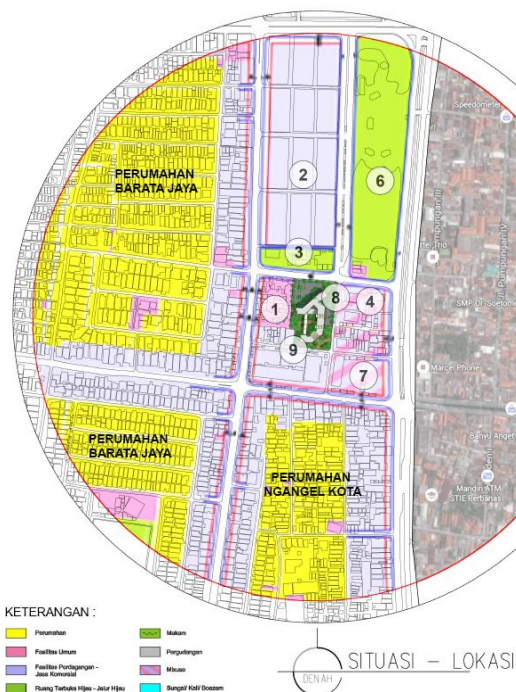 Speedometer
PERUMAHAN
BARATA JAYA
2
6
3
SMP Dr. Soetomo
1
8
4
9
7
Marcel Phone
PERUMAHAN
BARATA JAYA
PERUMAHAN
NGANGEL KOTA
Banyu Anget
Mandiri ATM
STIE Perbanas
KETERANGAN :
Perumahan
Makam
Fasilitas Umum
Pergudangan
Fasilitas Perdagangan -
Jasa Komersial
Mixuse
Ruang Terbuka Hijau - Jalur Hijau
Sungai/ Kali/ Boezem
SITUASI - LOKASI
DENAH